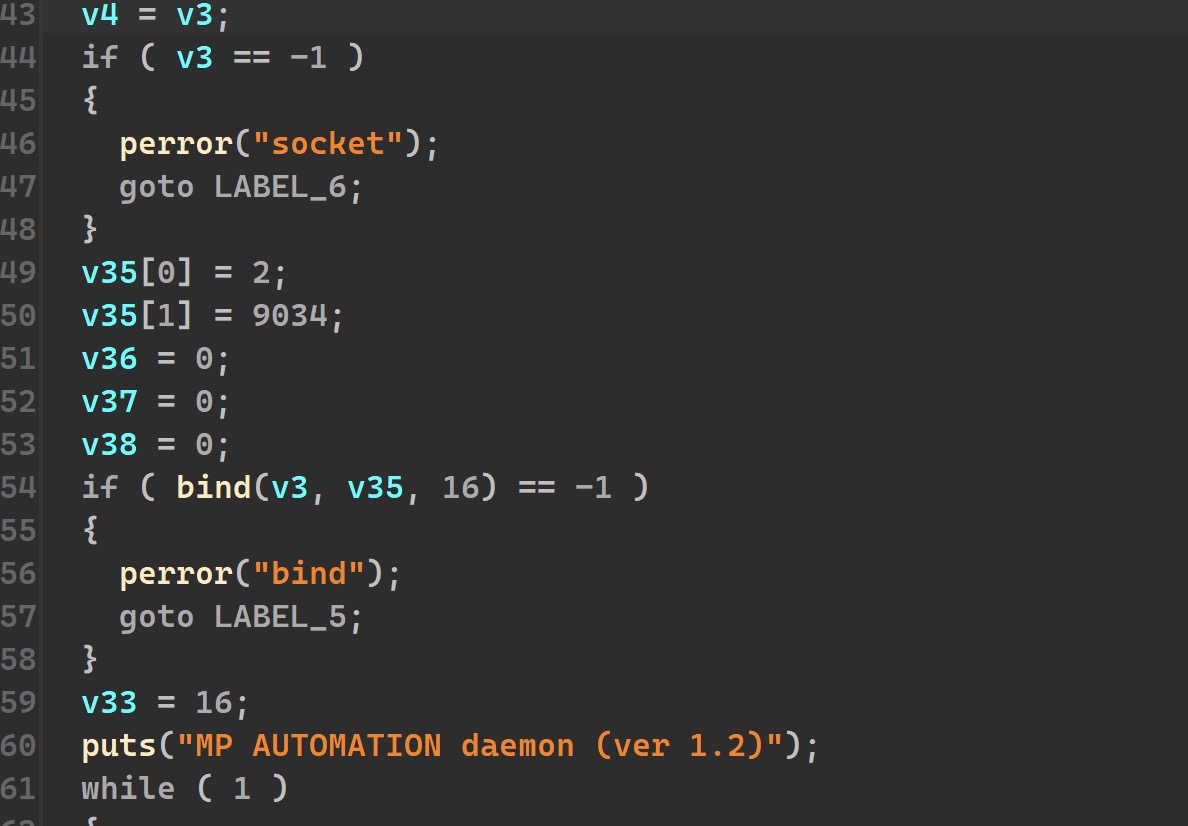 43 v4 = v3;
44 if ( v3 == -1 )
45 {
46 perror("socket");
47 goto LABEL_6;
48 }
49 v35[0] = 2;
50 v35[1] = 9034;
51 v36 = 0;
52 v37 = 0;
53 v38 = 0;
54 if ( bind(v3, v35, 16) == -1 )
55 {
56 perror("bind");
57 goto LABEL_5;
58 }
59 v33 = 16;
60 puts("MP AUTOMATION daemon (ver 1.2)");
61 while ( 1 )
62 {